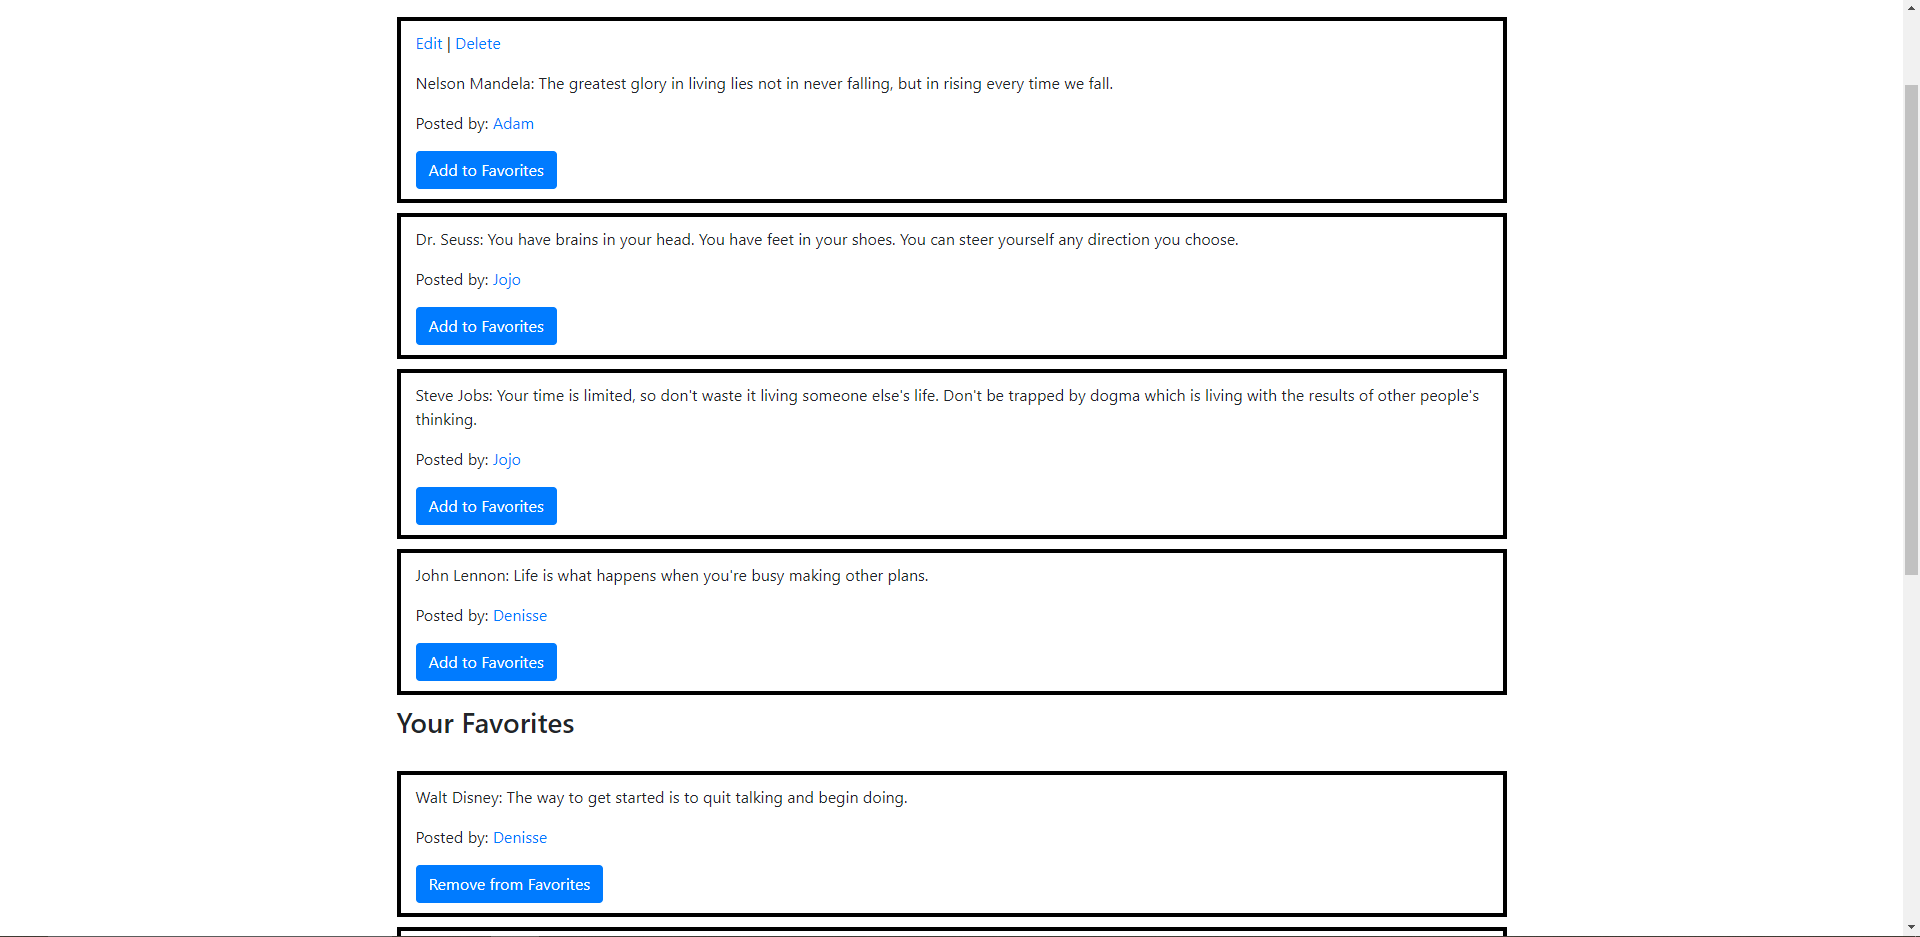 Edit | Delete
Nelson Mandela: The greatest glory in living lies not in never falling, but in rising every time we fall.
Posted by: Adam
Add to Favorites
Dr. Seuss: You have brains in your head. You have feet in your shoes. You can steer yourself any direction you choose.
Posted by: Jojo
Add to Favorites
Steve Jobs: Your time is limited, so don't waste it living someone else's life. Don't be trapped by dogma which is living with the results of other people's
thinking.
Posted by: Jojo
Add to Favorites
John Lennon: Life is what happens when you're busy making other plans.
Posted by: Denisse
Add to Favorites
Your Favorites
Walt Disney: The way to get started is to quit talking and begin doing.
Posted by: Denisse
Remove from Favorites